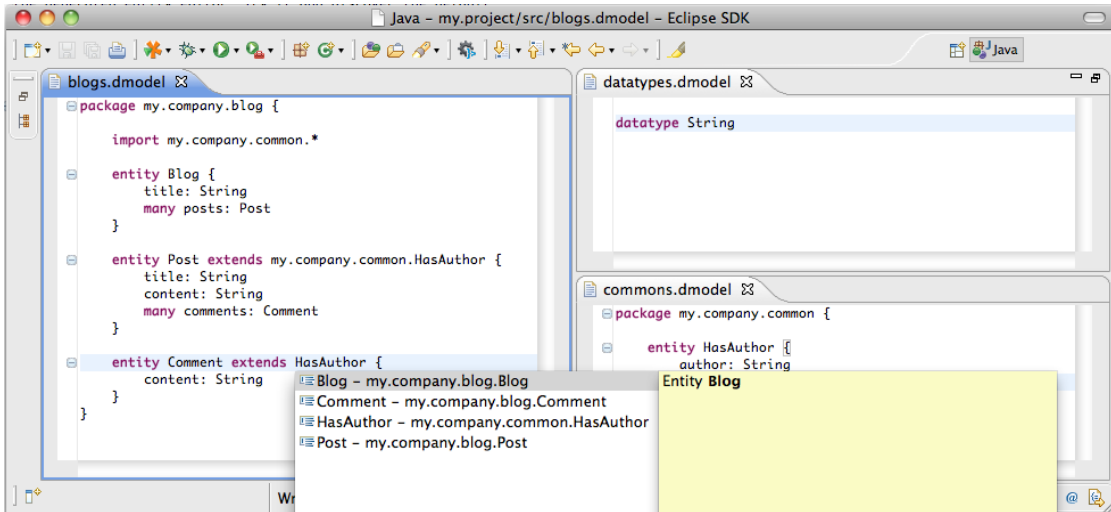 Java – my.project/src/blogs.dmodel – Eclipse SDK
Java
blogs.dmodel
package my.company.blog {
import my.company.common.*
entity Blog {
title: String
many posts: Post
}
entity Post extends my.company.common.HasAuthor {
title: String
content: String
many comments: Comment
}
entity Comment extends HasAuthor {
content: String
}
}
datatypes.dmodel
datatype String
commons.dmodel
package my.company.common {
entity HasAuthor {
author: String
Blog – my.company.blog.Blog
Comment – my.company.blog.Comment
HasAuthor – my.company.common.HasAuthor
Post – my.company.blog.Post
Entity Blog
Wr
@